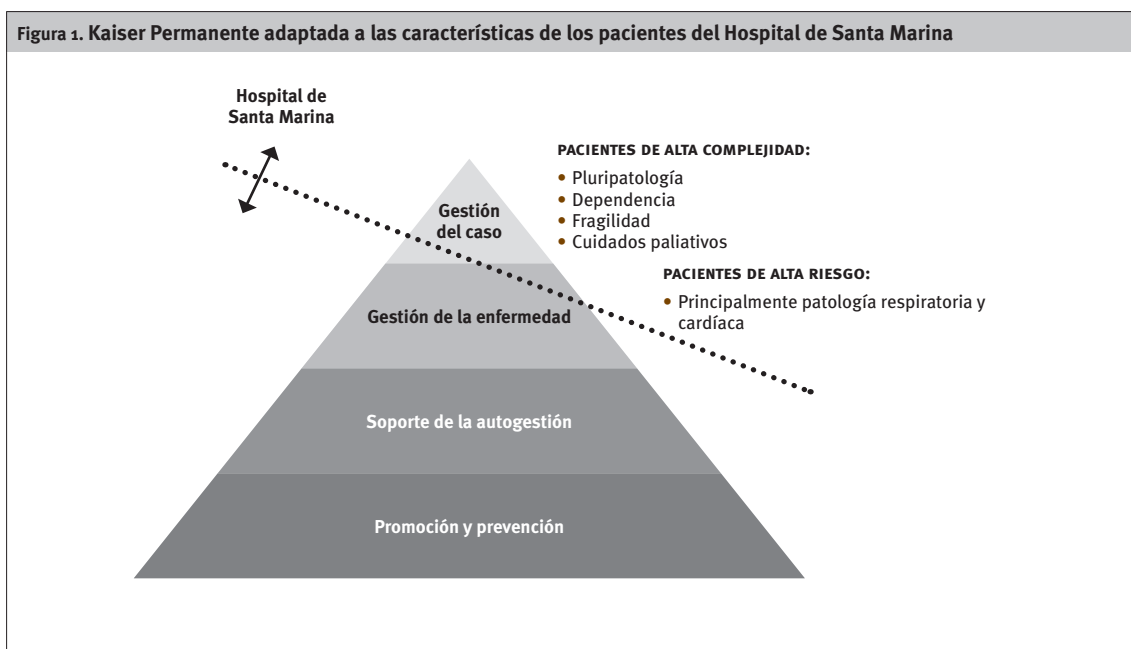 Figura 1. Kaiser Permanente adaptada a las características de los pacientes del Hospital de Santa Marina
Hospital de
Santa Marina
PACIENTES DE ALTA COMPLEJIDAD:
• Pluripatología
• Dependencia
• Fragilidad
• Cuidados paliativos
Gestión
del caso
PACIENTES DE ALTA RIESGO:
• Principalmente patología respiratoria y
cardíaca
Gestión de la enfermedad
Soporte de la autogestión
Promoción y prevención